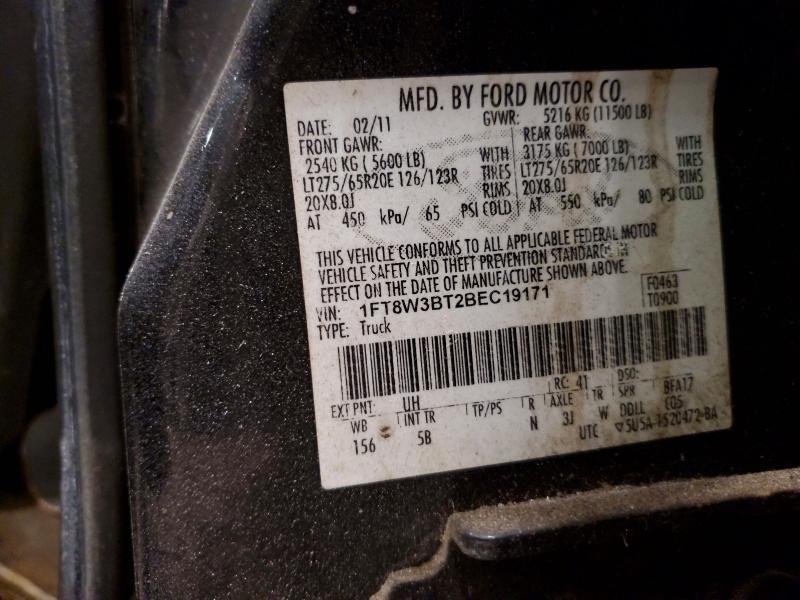 MFD. BY FORD MOTOR CO.
DATE: 02/11 GVWR: 5216 KG (11500 LB)
FRONT GAWR: REAR GAWR:
2540 KG ( 5600 LB) WITH 3175 KG ( 7000 LB) WITH
LT275/65R20E 126/123R TIRES LT275/65R20E 126/123R TIRES
20X8.0J RIMS 20X8.0J RIMS
AT 450 kPa/ 65 PSI COLD AT 550 kPa/ 80 PSI COLD
THIS VEHICLE CONFORMS TO ALL APPLICABLE FEDERAL MOTOR
VEHICLE SAFETY AND THEFT PREVENTION STANDARDS IN
EFFECT ON THE DATE OF MANUFACTURE SHOWN ABOVE.
VIN: 1FT8W3BT2BEC19171 F0463
TYPE: Truck T0900
EXT PNT: UH RC: 41 DSO:
WB INT TR TP/PS R AXLE TR SPR BFA17
156 5B N 3J W DDLL C05
UTC ▽5U5A-1520472-BA